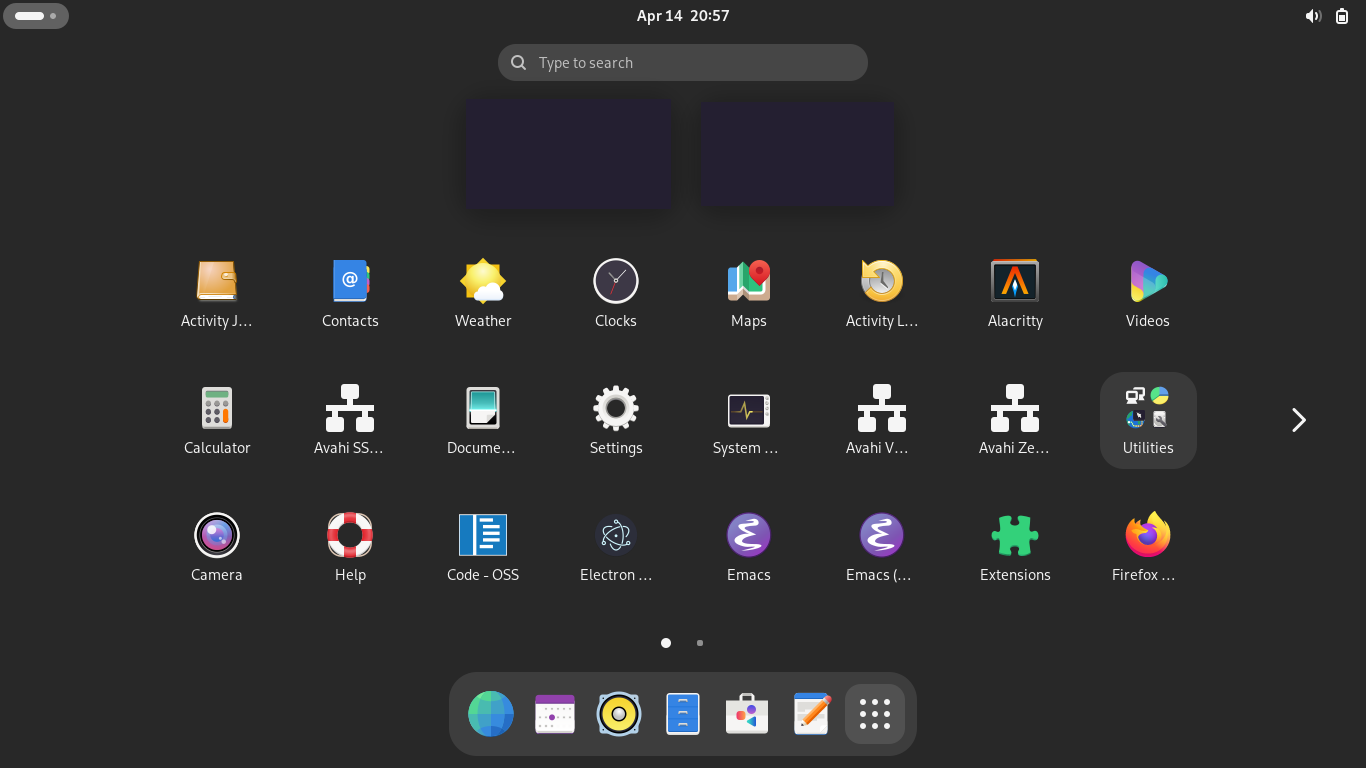 Apr 14 20:57
Type to search
Activity J…
Contacts
Weather
Clocks
Maps
Activity L…
Alacritty
Videos
Calculator
Avahi SS…
Docume…
Settings
System …
Avahi V…
Avahi Ze…
Utilities
Camera
Help
Code - OSS
Electron …
Emacs
Emacs (…
Extensions
Firefox …